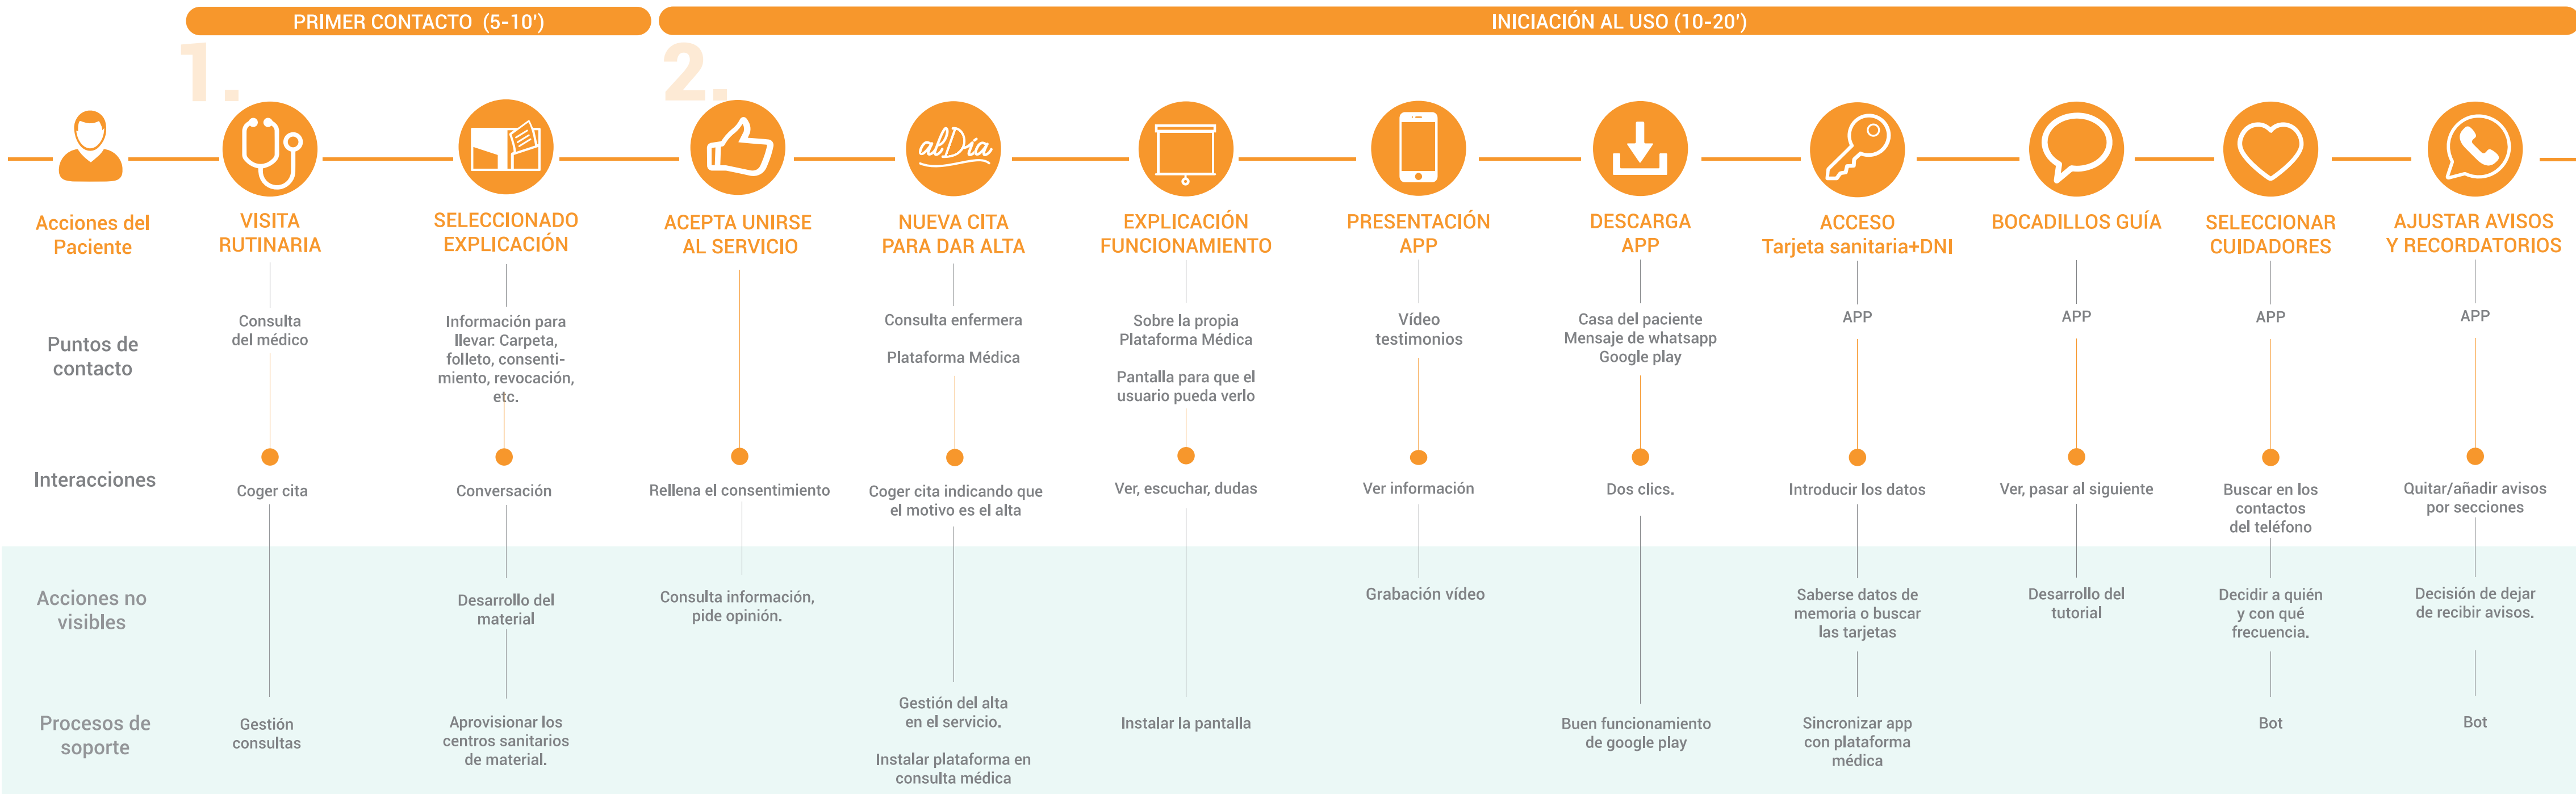 PRIMER CONTACTO (5-10')
INICIACIÓN AL USO (10-20')
1.
2.
alDía
Acciones del
Paciente
VISITA
RUTINARIA
SELECCIONADO
EXPLICACIÓN
ACEPTA UNIRSE
AL SERVICIO
NUEVA CITA
PARA DAR ALTA
EXPLICACIÓN
FUNCIONAMIENTO
PRESENTACIÓN
APP
DESCARGA
APP
ACCESO
Tarjeta sanitaria+DNI
BOCADILLOS GUÍA
SELECCIONAR
CUIDADORES
AJUSTAR AVISOS
Y RECORDATORIOS
Puntos de
contacto
Consulta
del médico
Información para
llevar: Carpeta,
folleto, consenti-
miento, revocación,
etc.
Consulta enfermera
Plataforma Médica
Sobre la propia
Plataforma Médica
Pantalla para que el
usuario pueda verlo
Vídeo
testimonios
Casa del paciente
Mensaje de whatsapp
Google play
APP
APP
APP
APP
Interacciones
Coger cita
Conversación
Rellena el consentimiento
Coger cita indicando que
el motivo es el alta
Ver, escuchar, dudas
Ver información
Dos clics.
Introducir los datos
Ver, pasar al siguiente
Buscar en los
contactos
del teléfono
Quitar/añadir avisos
por secciones
Acciones no
visibles
Desarrollo del
material
Consulta información,
pide opinión.
Grabación vídeo
Saberse datos de
memoria o buscar
las tarjetas
Desarrollo del
tutorial
Decidir a quién
y con qué
frecuencia.
Decisión de dejar
de recibir avisos.
Procesos de
soporte
Gestión
consultas
Aprovisionar los
centros sanitarios
de material.
Gestión del alta
en el servicio.
Instalar plataforma en
consulta médica
Instalar la pantalla
Buen funcionamiento
de google play
Sincronizar app
con plataforma
médica
Bot
Bot